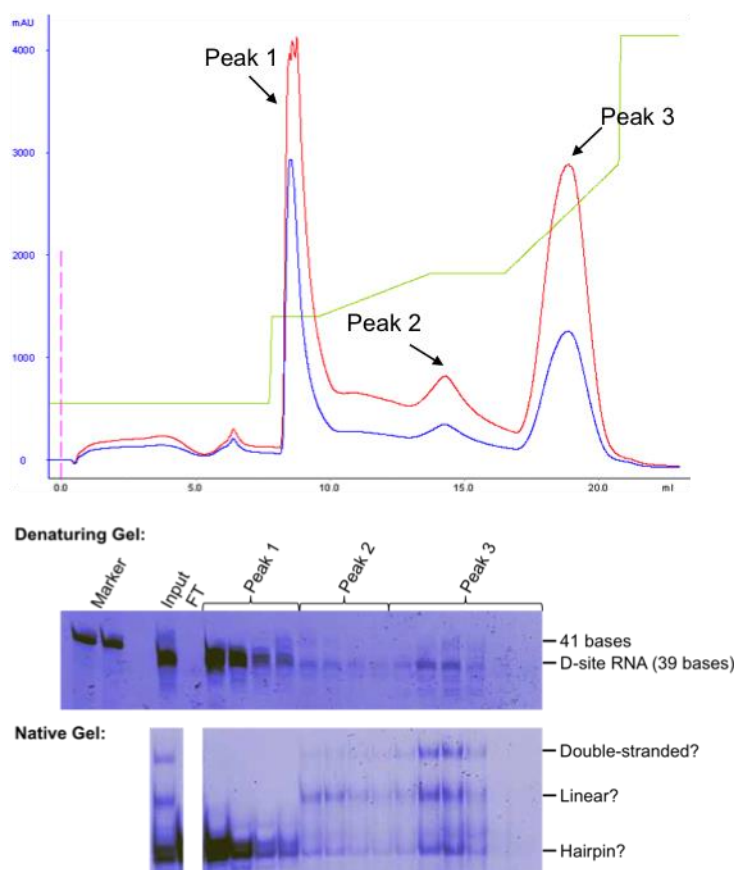 mAU
4000
3000
2000
1000
0
Peak 1
Peak 2
Peak 3
0.0 5.0 10.0 15.0 20.0 ml
Denaturing Gel:
Marker
Input
FT
Peak 1
Peak 2
Peak 3
41 bases
D-site RNA (39 bases)
Native Gel:
Double-stranded?
Linear?
Hairpin?